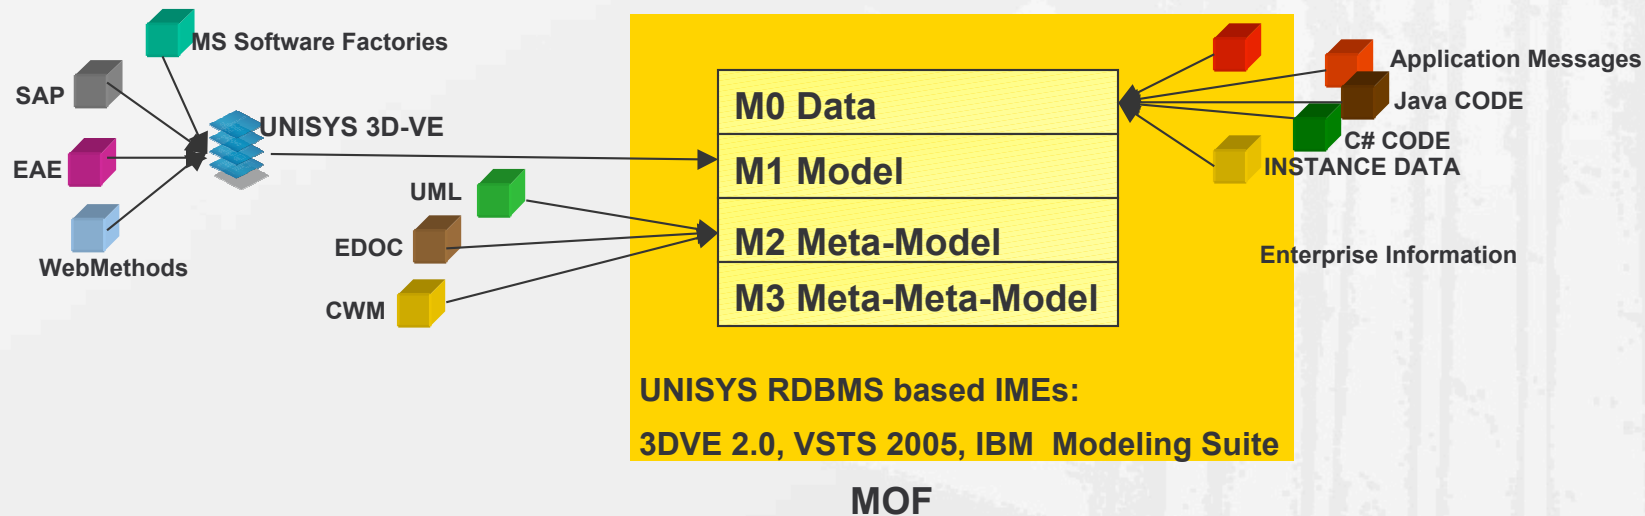 MS Software Factories
SAP
UNISYS 3D-VE
EAE
WebMethods
UML
EDOC
CWM
M0 Data
M1 Model
M2 Meta-Model
M3 Meta-Meta-Model
Application Messages
Java CODE
C# CODE
INSTANCE DATA
Enterprise Information
UNISYS RDBMS based IMEs:
3DVE 2.0, VSTS 2005, IBM Modeling Suite
MOF